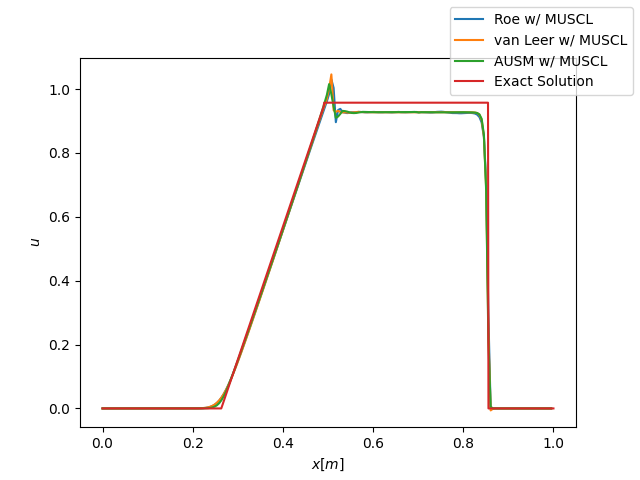 Roe w/ MUSCL
van Leer w/ MUSCL
AUSM w/ MUSCL
Exact Solution
1.0
0.8
0.6
0.4
0.2
0.0
u
0.0 0.2 0.4 0.6 0.8 1.0
x[m]